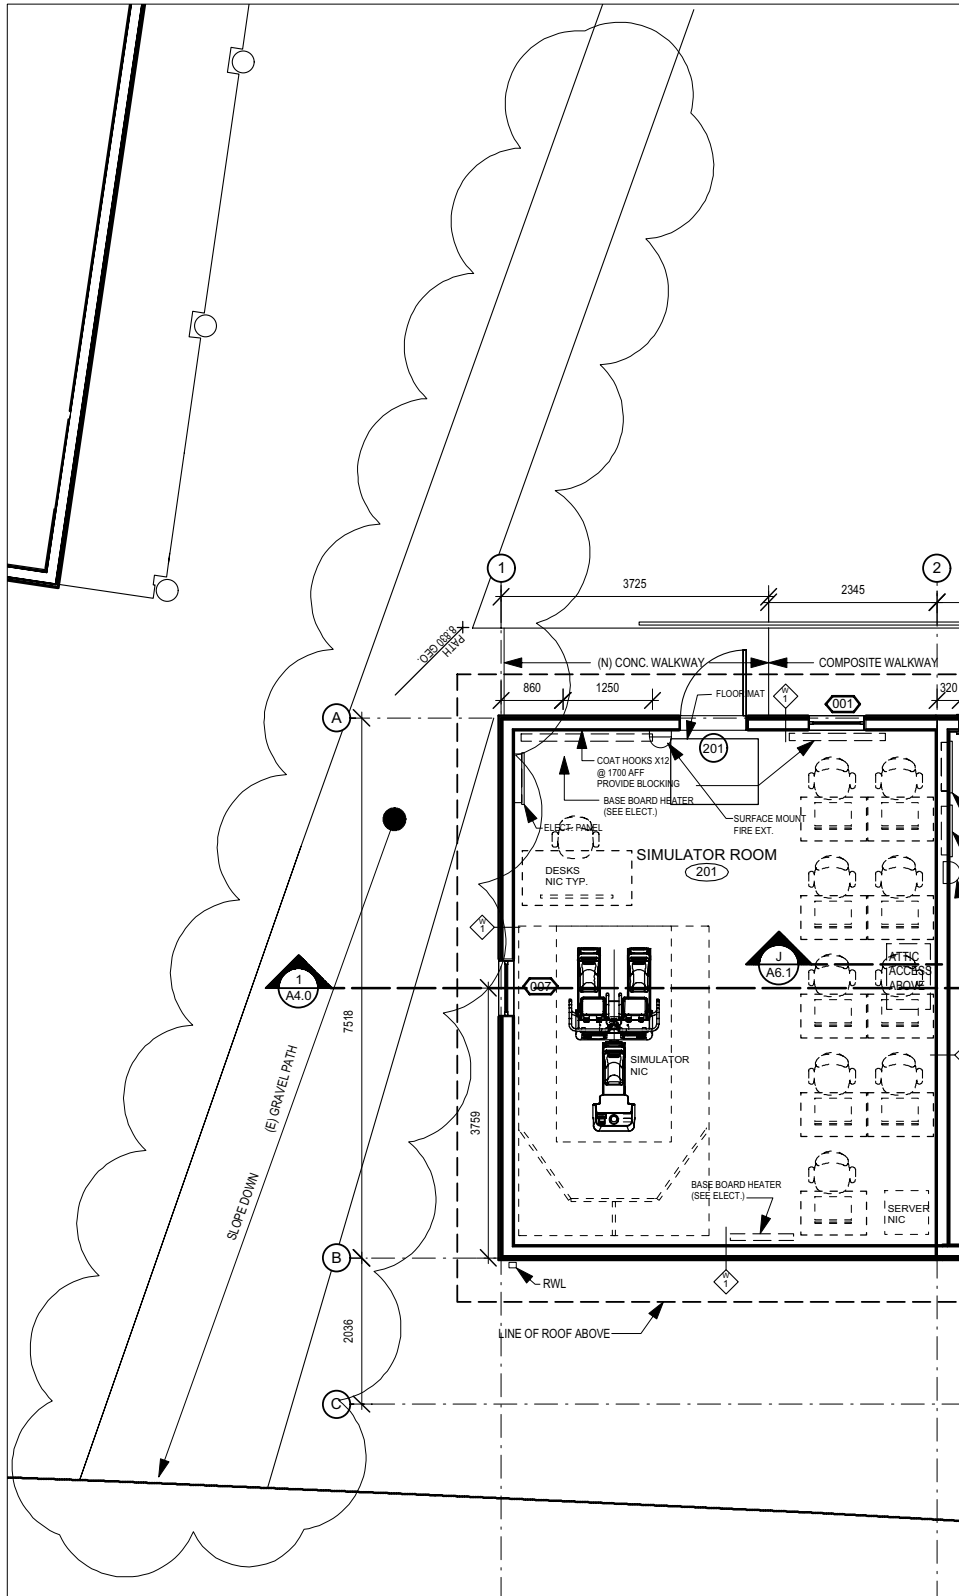 1
2
3725
2345
PATH
8.830 GEO.
(N) CONC. WALKWAY
COMPOSITE WALKWAY
860
1250
FLOOR MAT
W
1
320
001
A
201
COAT HOOKS X12
@ 1700 AFF
PROVIDE BLOCKING
BASE BOARD HEATER
(SEE ELECT.)
ELECT. PANEL
SURFACE MOUNT
FIRE EXT.
SIMULATOR ROOM
201
DESKS
NIC TYP.
W
1
J
A6.1
ATTIC
ACCESS
ABOVE
1
A4.0
007
7518
(E) GRAVEL PATH
SIMULATOR
NIC
3759
SLOPE DOWN
BASE BOARD HEATER
(SEE ELECT.)
SERVER
NIC
B
W
1
RWL
2036
LINE OF ROOF ABOVE
C